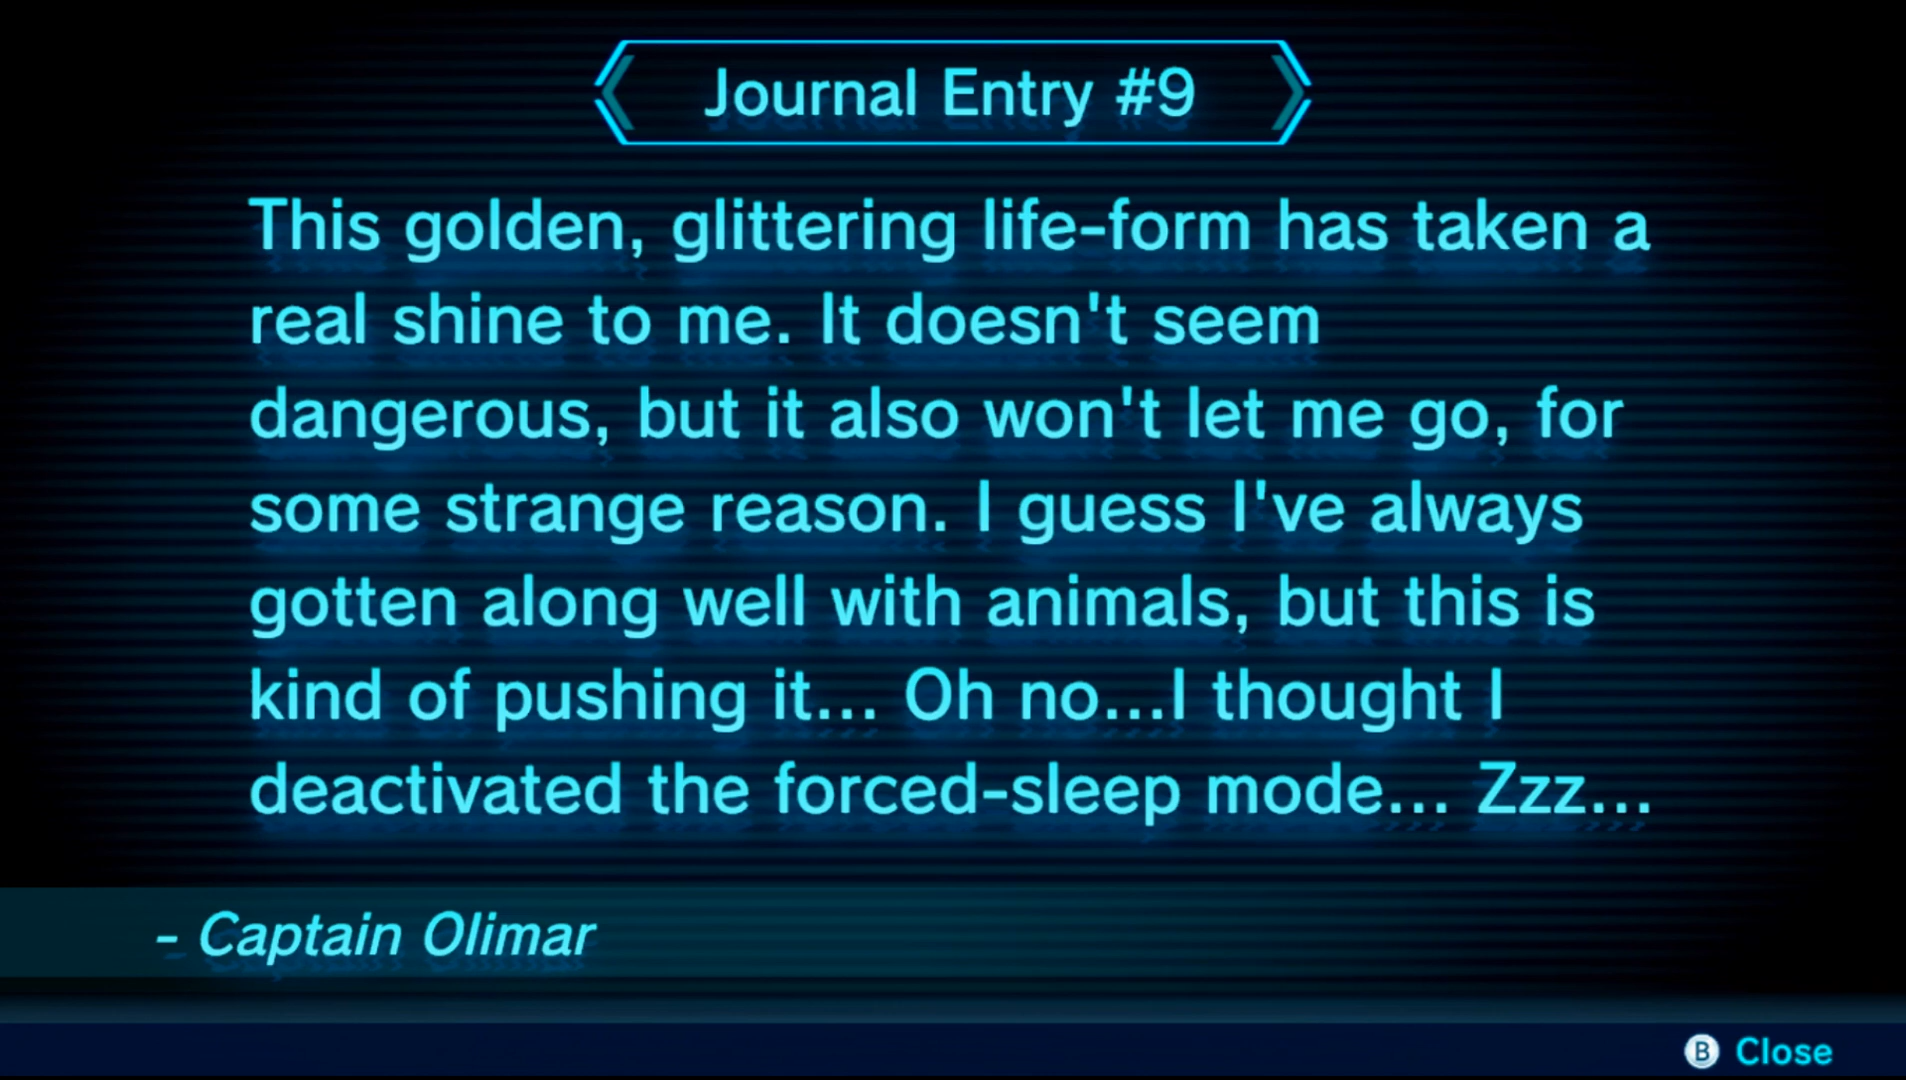 Journal Entry #9
This golden, glittering life-form has taken a
real shine to me. It doesn't seem
dangerous, but it also won't let me go, for
some strange reason. I guess I've always
gotten along well with animals, but this is
kind of pushing it... Oh no...I thought I
deactivated the forced-sleep mode... Zzz...
- Captain Olimar
B Close